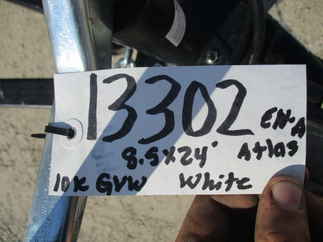 13302 EN-A
8.5x24' Atlas
10K GVW White